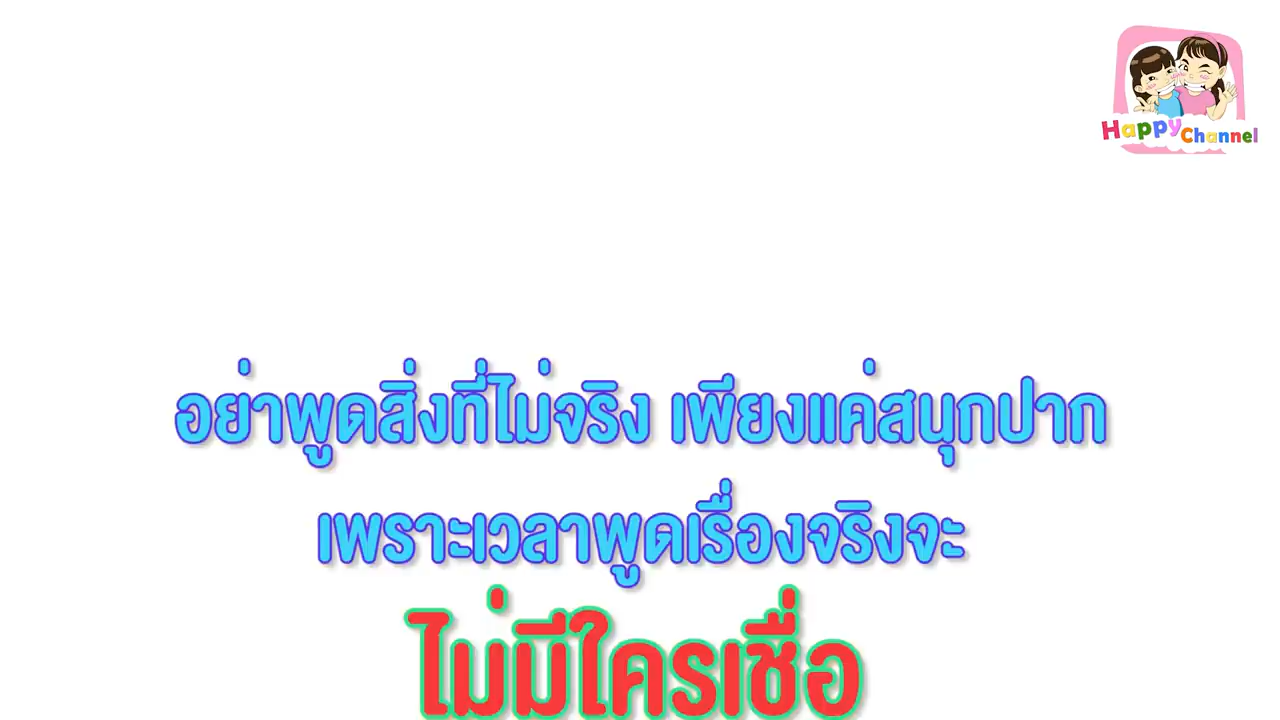 Happy Channel
อย่าพูดสิ่งที่ไม่จริง เพียงแค่สนุกปาก
เพราะเวลาพูดเรื่องจริงจะ
ไม่มีใครเชื่อ